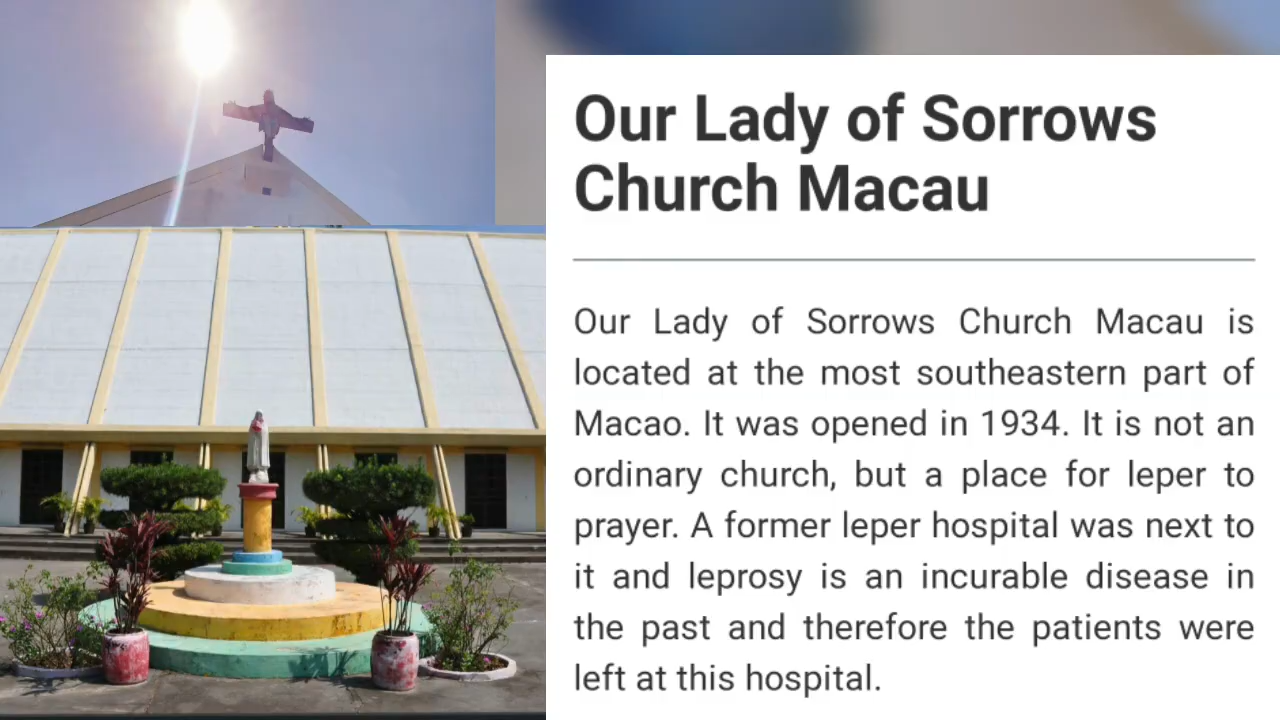 Our Lady of Sorrows
Church Macau
Our Lady of Sorrows Church Macau is
located at the most southeastern part of
Macao. It was opened in 1934. It is not an
ordinary church, but a place for leper to
prayer. A former leper hospital was next to
it and leprosy is an incurable disease in
the past and therefore the patients were
left at this hospital.